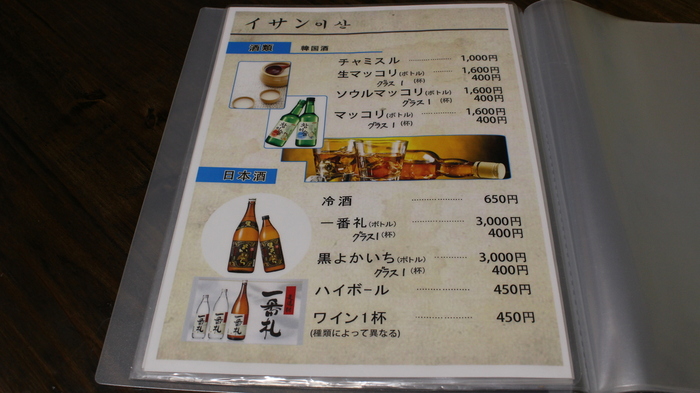 イサン이산
酒類 韓国酒
チャミスル ………… 1,000円
生マッコリ(ボトル) ……… 1,600円
グラス1(杯) 400円
ソウルマッコリ(ボトル) ……… 1,600円
グラス1(杯) 400円
マッコリ(ボトル) ………… 1,600円
グラス1(杯) 400円
日本酒
冷酒 ………… 650円
一番札(ボトル) ………… 3,000円
グラス1(杯) 400円
黒よかいち(ボトル) ………… 3,000円
グラス1(杯) 400円
ハイボール ………… 450円
ワイン1杯 ………… 450円
(種類によって異なる)
一番札